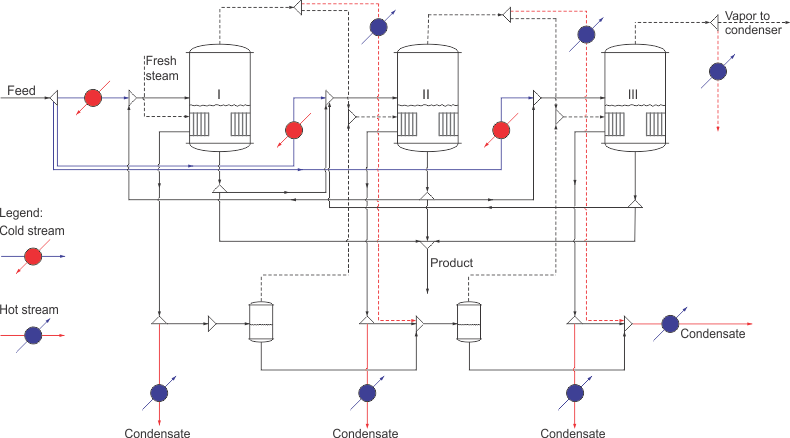 Vapor to
condenser
Fresh
steam
I
II
III
Feed
Legend:
Cold stream
Product
Hot stream
Condensate
Condensate
Condensate
Condensate